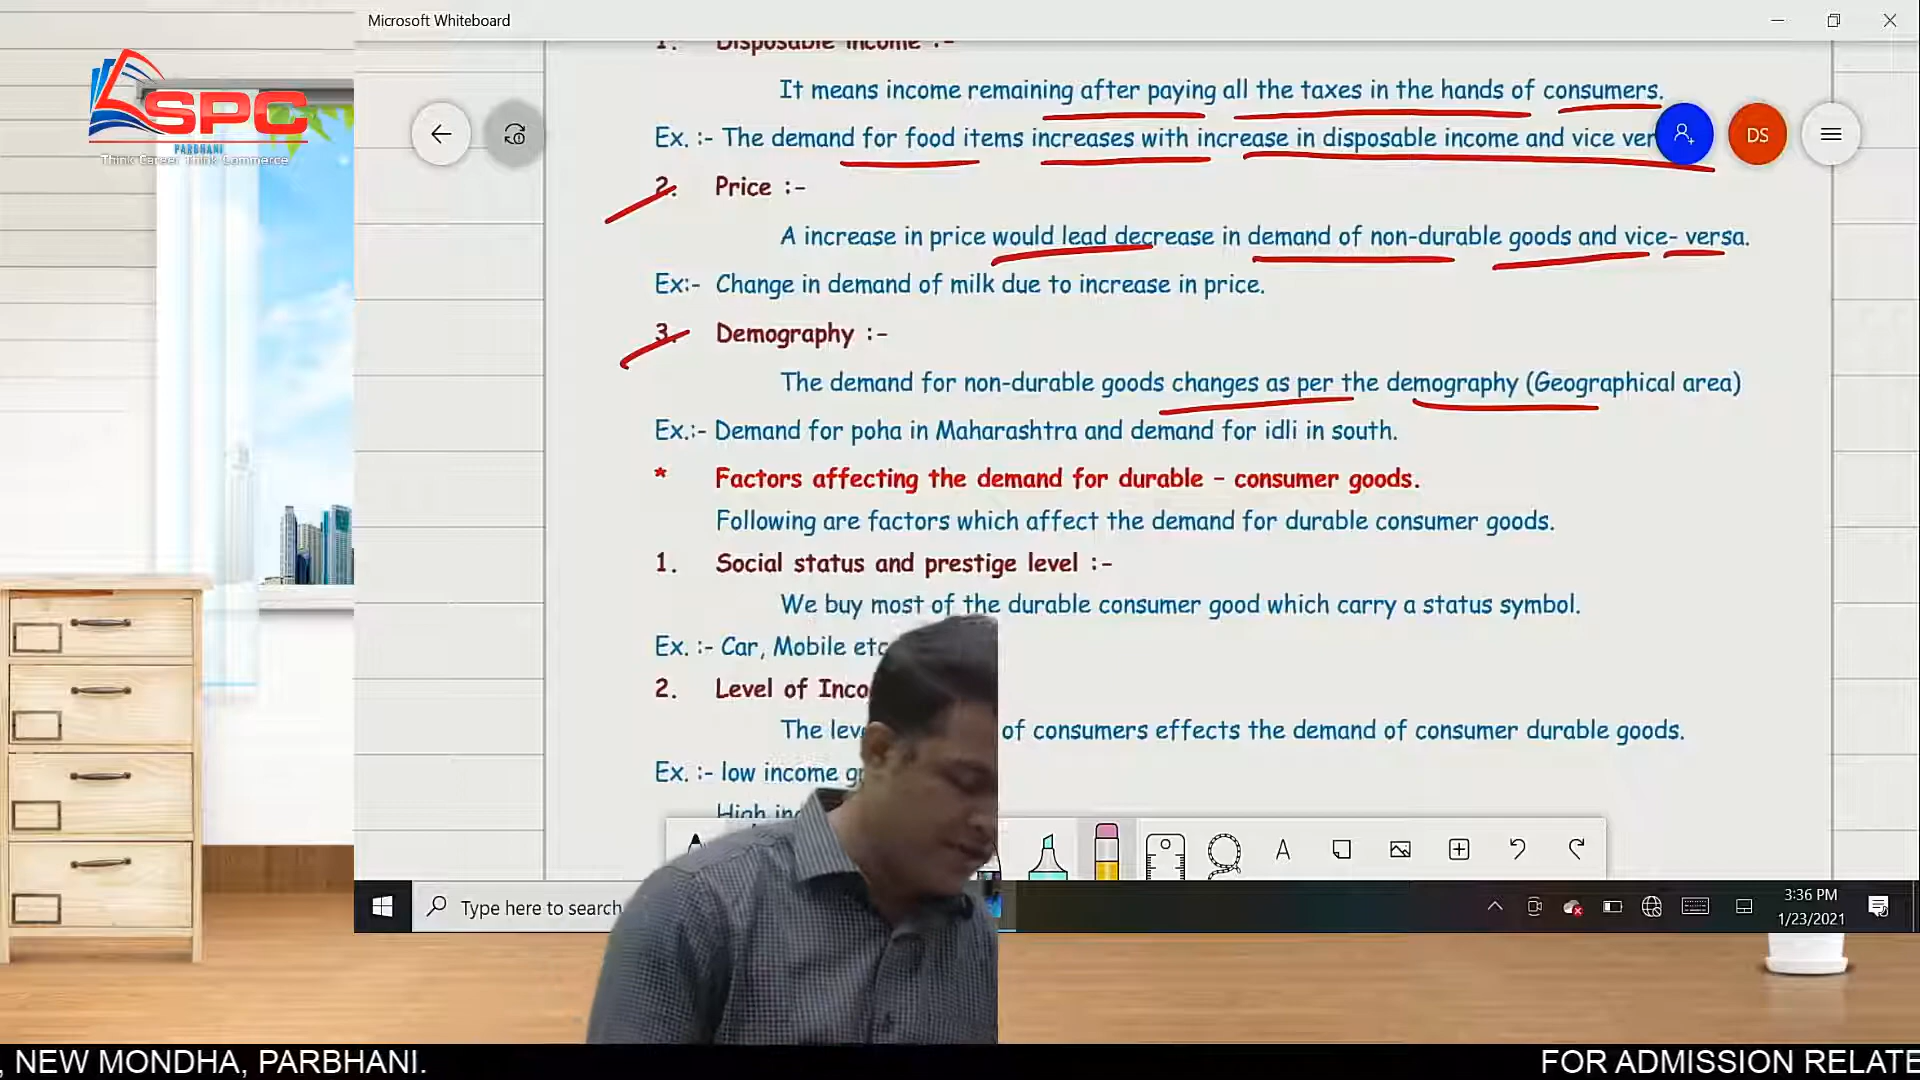 Microsoft Whiteboard
1. Disposable income :-
It means income remaining after paying all the taxes in the hands of consumers.
Ex. :- The demand for food items increases with increase in disposable income and vice ver
DS
2. Price :-
A increase in price would lead decrease in demand of non-durable goods and vice- versa.
Ex:- Change in demand of milk due to increase in price.
3. Demography :-
The demand for non-durable goods changes as per the demography (Geographical area)
Ex.:- Demand for poha in Maharashtra and demand for idli in south.
* Factors affecting the demand for durable – consumer goods.
Following are factors which affect the demand for durable consumer goods.
1. Social status and prestige level :-
We buy most of the durable consumer good which carry a status symbol.
Ex. :- Car, Mobile etc
2. Level of Inco
The lev of consumers effects the demand of consumer durable goods.
Ex. :- low income g
High inc
SPC
PARBHANI
Think Career Think Commerce
Type here to search
3:36 PM
1/23/2021
, NEW MONDHA, PARBHANI.
FOR ADMISSION RELATE